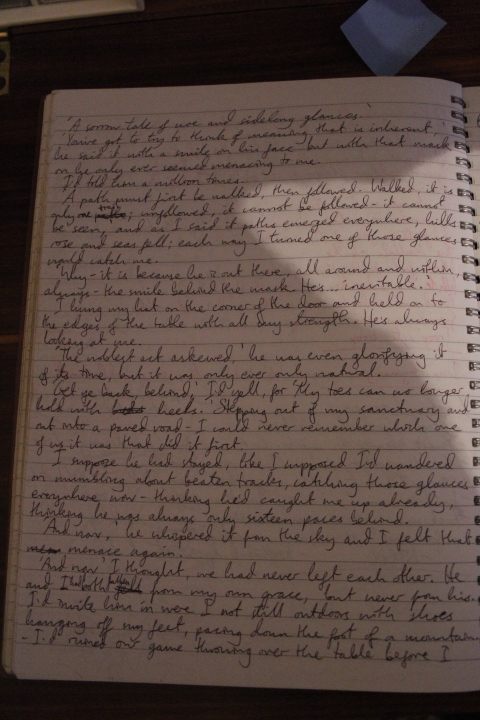 'A sorrow tale of woe and sidelong glances.'
'You've got to try to think of meaning that is inherent,'
he said it with a smile on his face but with that mask
on he only ever seemed menacing to me.
I'd told him a million times.
A path must first be walked, then followed. Walked, it is
only one; unfollowed, it cannot be followed - it cannot
be seen, and as I said it paths emerged everywhere, hills
rose and seas fell; each way I turned one of those glances
would catch me.
Why - it is because he's out there, all around and within,
always - the smile behind the mask. He's... inevitable.
I hung my hat on the corner of the door and held on to
the edges of the table with all my strength. He's always
looking at me.
'The noblest act askewed,' he was even glorifying it
of its time, but it was only ever only natural.
'Get ye back, behind,' I'd yell, for 'My toes can no longer
hold with heels.' Stepping out of my sanctuary and
out into a paved road - I could never remember which one
of us it was that did it first.
I suppose he had stayed, like I supposed I'd wandered
on mumbling about beaten tracks, catching those glances
everywhere, now - thinking he'd caught me up already,
thinking he was always only sixteen paces behind.
'And now,' he whispered it from the sky and I felt that
menace again.
'And now' I thought, we had never left each other. He
and I had both fallen from my own grace, but never from his.
I'd invite him in were I not still outdoors with shoes
hanging off my feet, pacing down the foot of a mountain
- I'd ruined our game throwing over the table before I